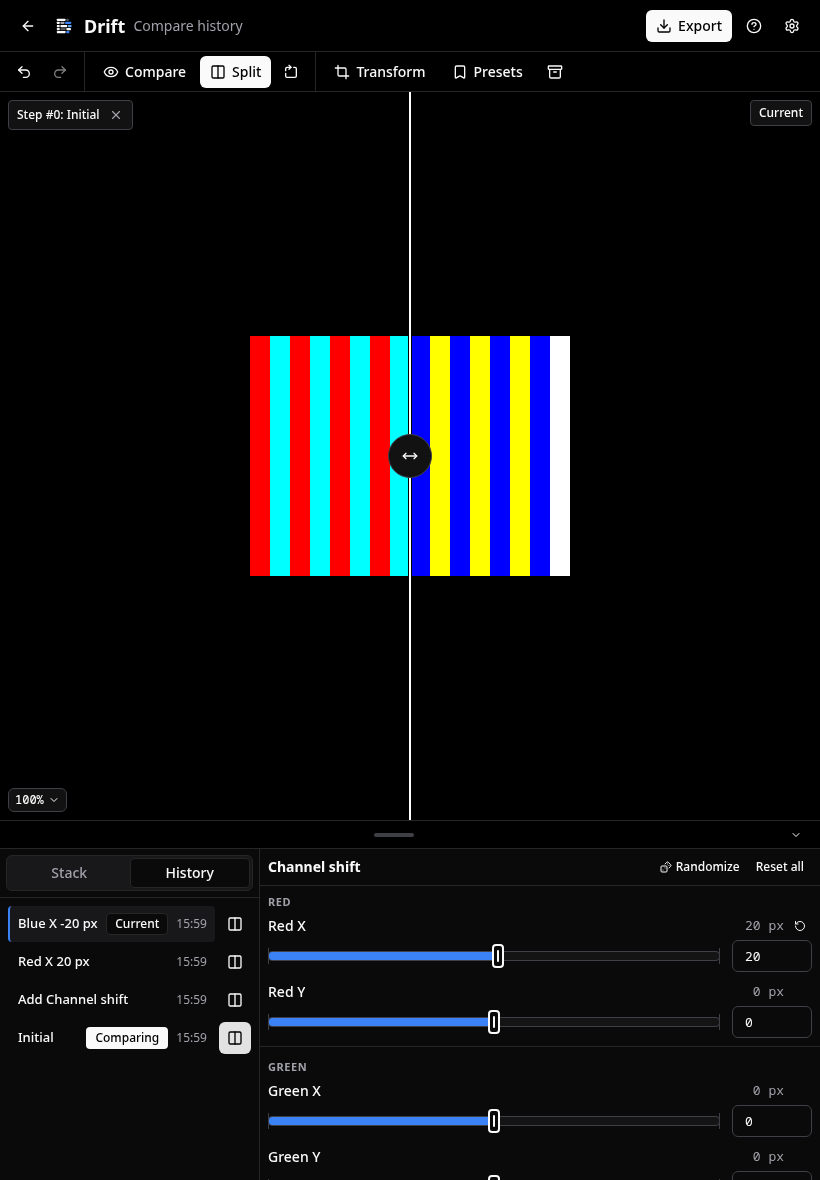 Drift Compare history Export
Compare Split Transform Presets
Step #0: Initial Current
100%
Stack History
Blue X -20 px Current 15:59
Red X 20 px 15:59
Add Channel shift 15:59
Initial Comparing 15:59
Channel shift Randomize Reset all
RED
Red X 20 px
20
Red Y 0 px
0
GREEN
Green X 0 px
0
Green Y 0 px